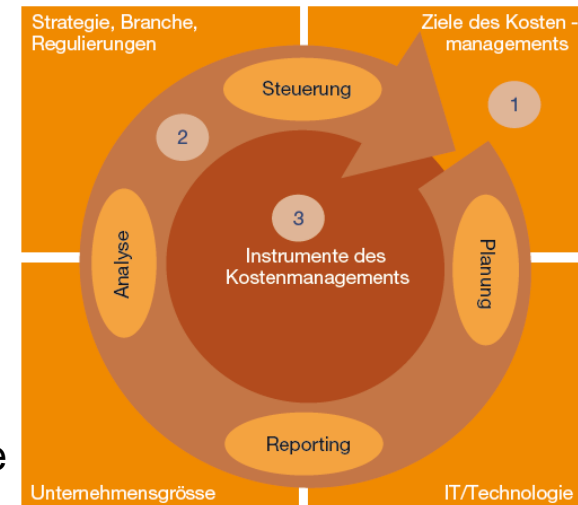 Strategie, Branche,
Regulierungen
Ziele des Kosten -
managements
Steuerung
1
2
3
Instrumente des
Kostenmanagements
Analyse
Planung
e
Reporting
Unternehmensgrösse
IT/Technologie